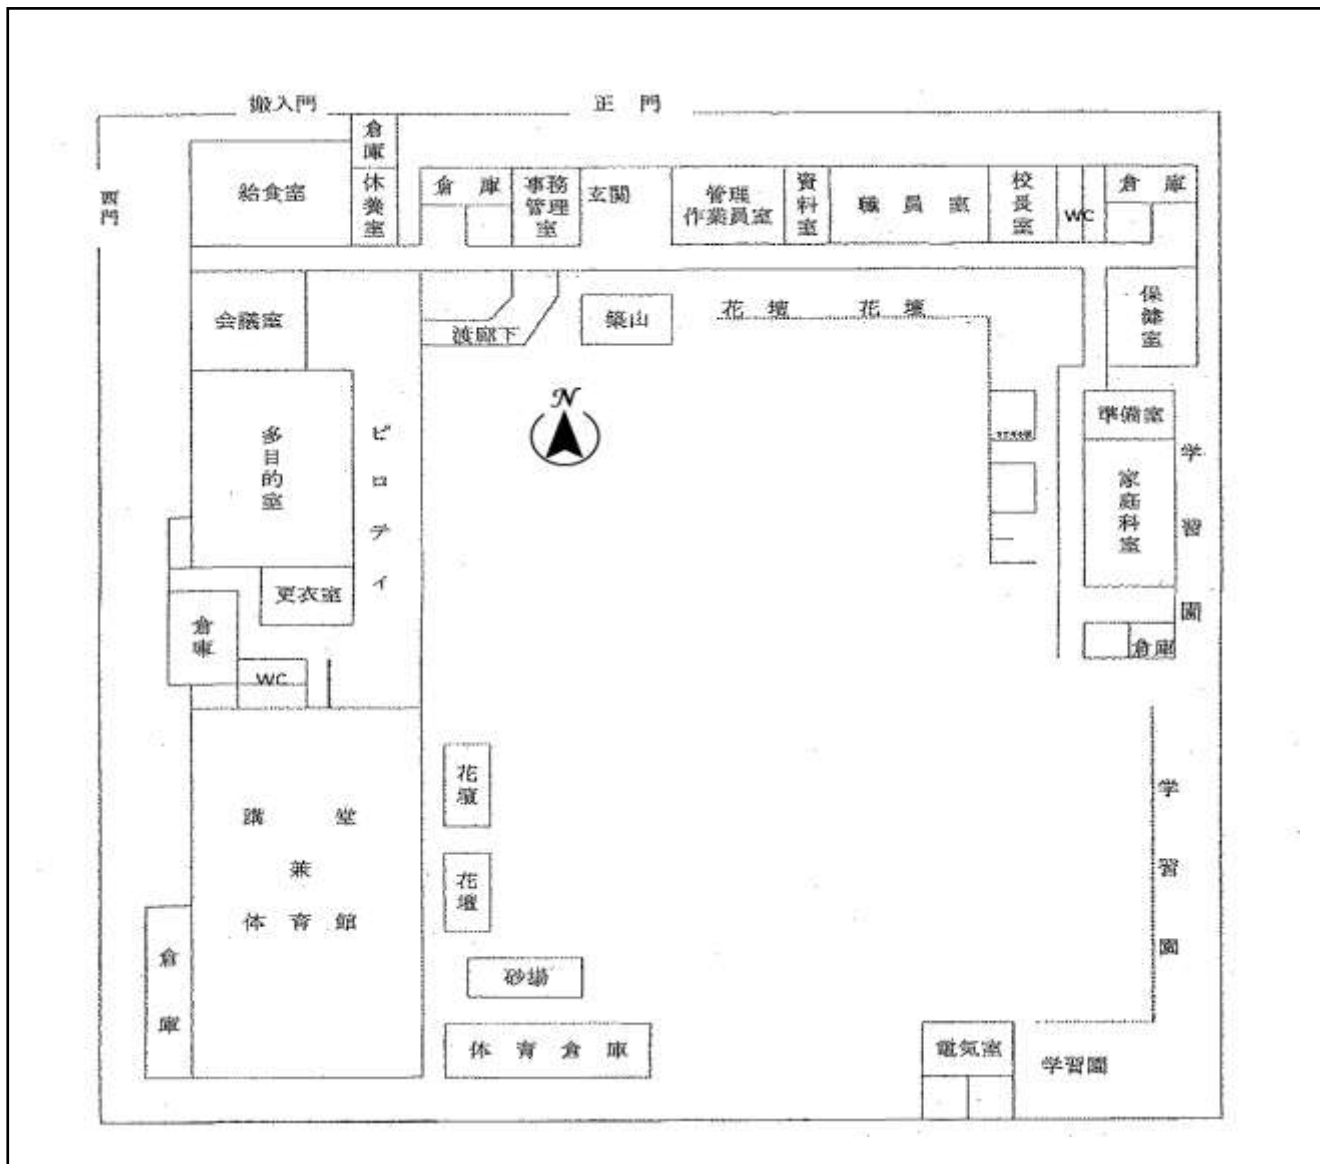 搬入門
正門
西門
倉庫
給食室
休養室
倉庫
事務
管理室
玄関
管理
作業員室
資料室
職員室
校長室
WC
倉庫
会議室
渡廊下
築山
花壇
花壇
保健室
N
準備室
多目的室
ピロティ
家庭科室
学習園
更衣室
倉庫
倉庫
WC
花壇
講堂
兼
体育館
花壇
学習園
倉庫
砂場
体育倉庫
電気室
学習園